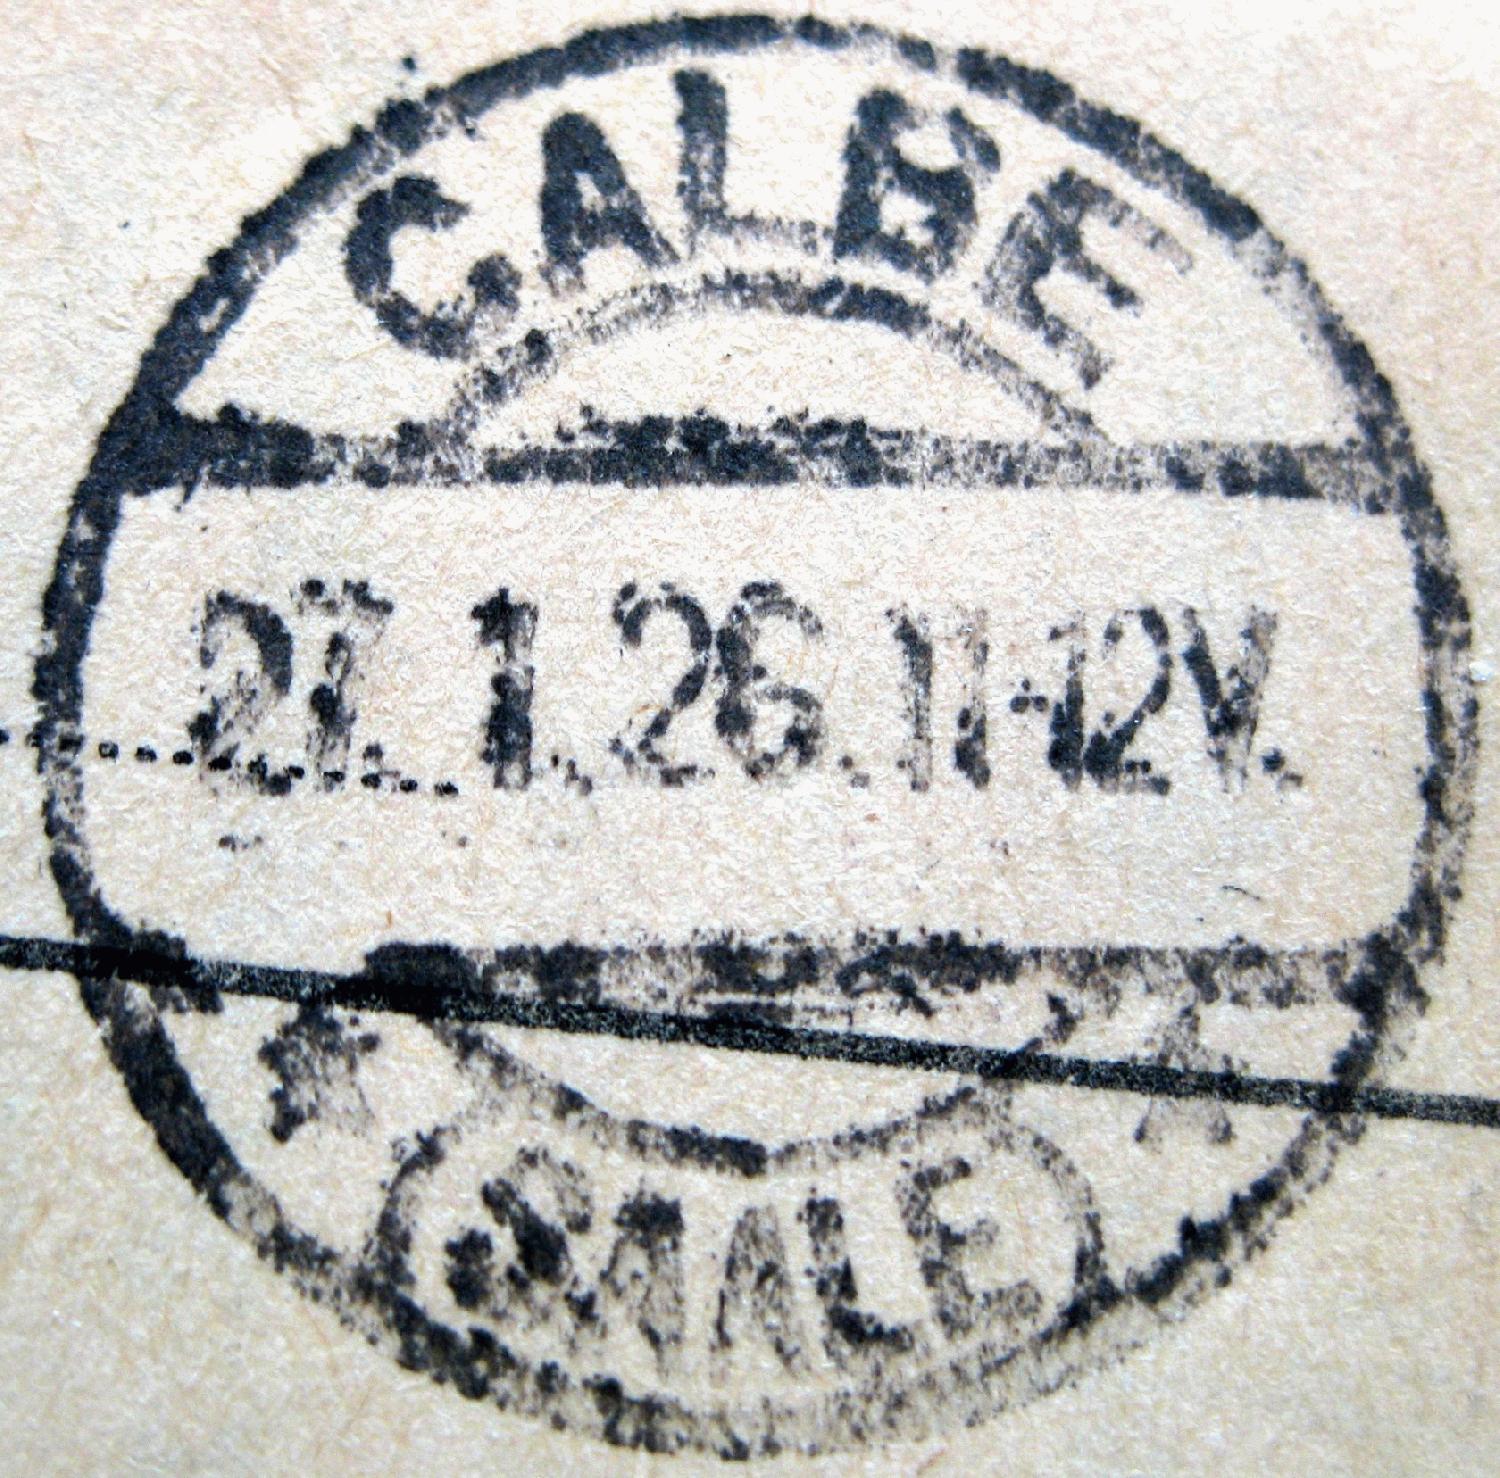 CALBE
27.1.26.11-12V.
* *
(SAALE)